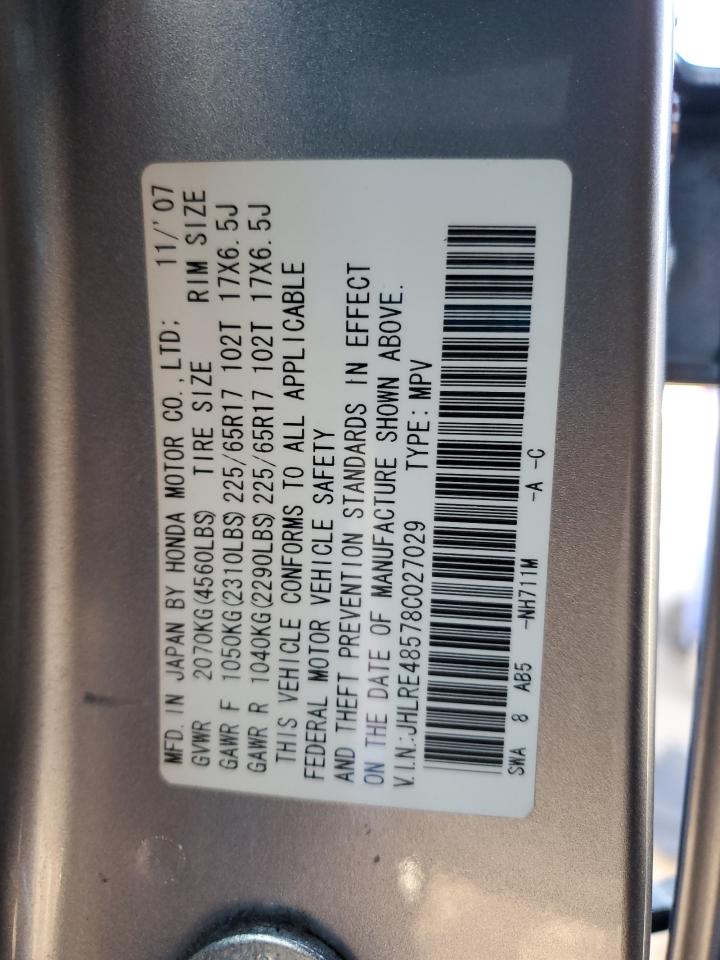 MFD. IN JAPAN BY HONDA MOTOR CO., LTD: 11/'07
GVWR 2070KG(4560LBS) TIRE SIZE RIM SIZE
GAWR F 1050KG(2310LBS) 225/65R17 102T 17X6.5J
GAWR R 1040KG(2290LBS) 225/65R17 102T 17X6.5J
THIS VEHICLE CONFORMS TO ALL APPLICABLE
FEDERAL MOTOR VEHICLE SAFETY
AND THEFT PREVENTION STANDARDS IN EFFECT
ON THE DATE OF MANUFACTURE SHOWN ABOVE.
V.I.N.:JHLRE48578C027029 TYPE: MPV
SWA 8 AB5 -NH711M -A -C